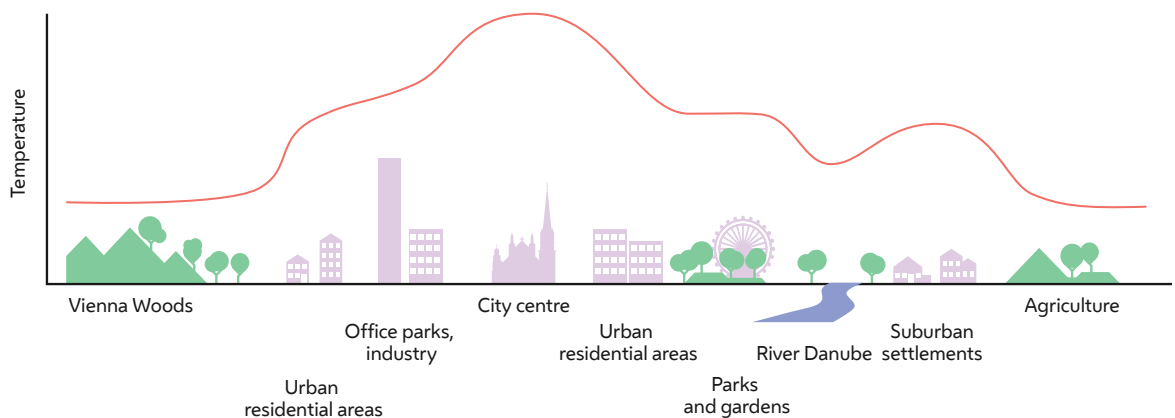 Temperature
Vienna Woods
Urban
residential areas
Office parks,
industry
City centre
Urban
residential areas
Parks
and gardens
River Danube
Suburban
settlements
Agriculture